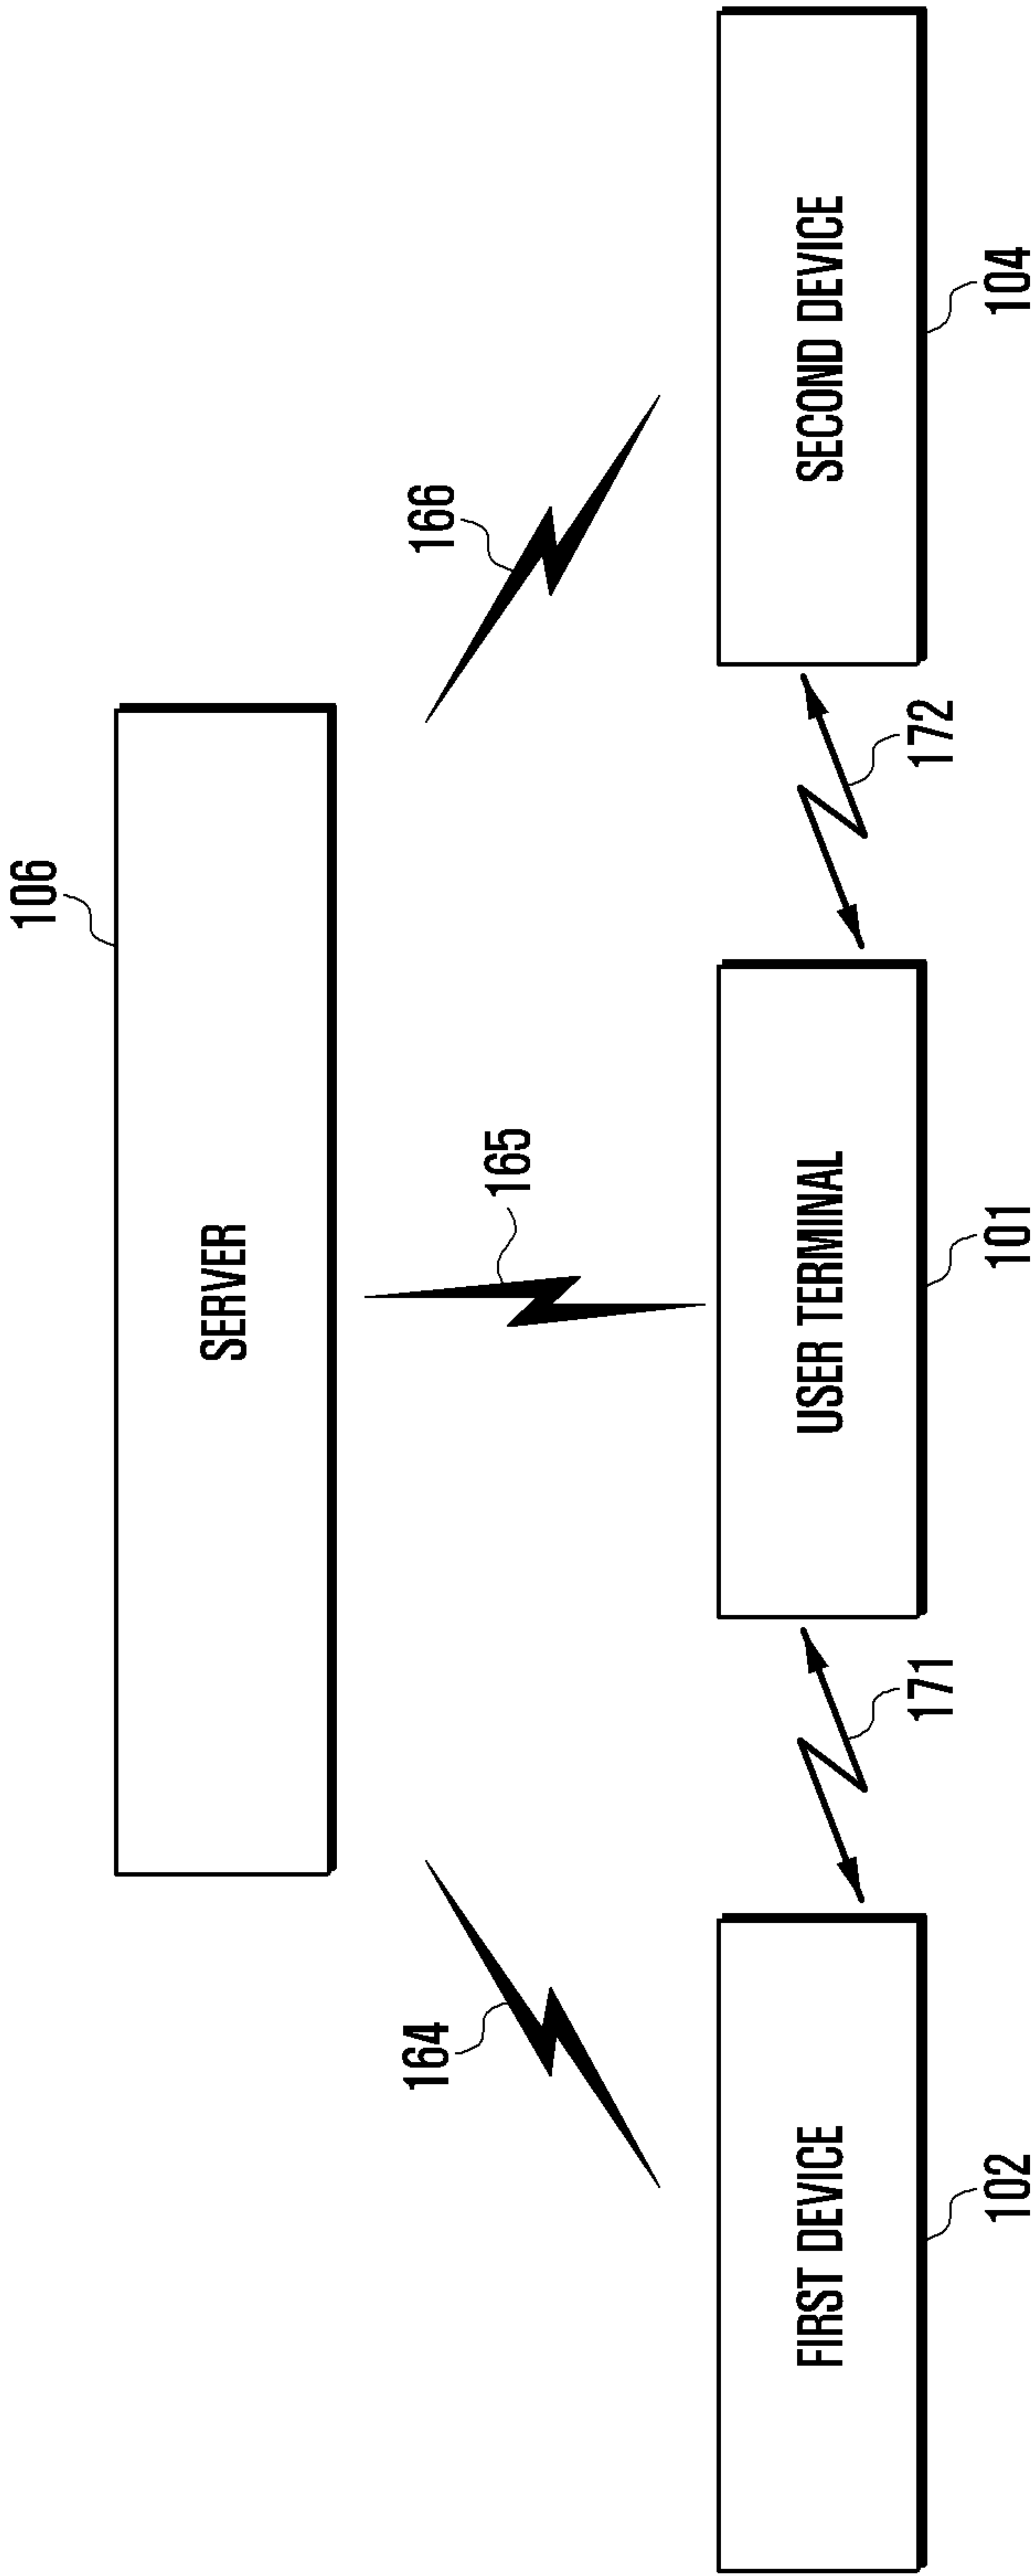 106
SERVER
164
165
166
FIRST DEVICE
USER TERMINAL
SECOND DEVICE
171
172
102
101
104